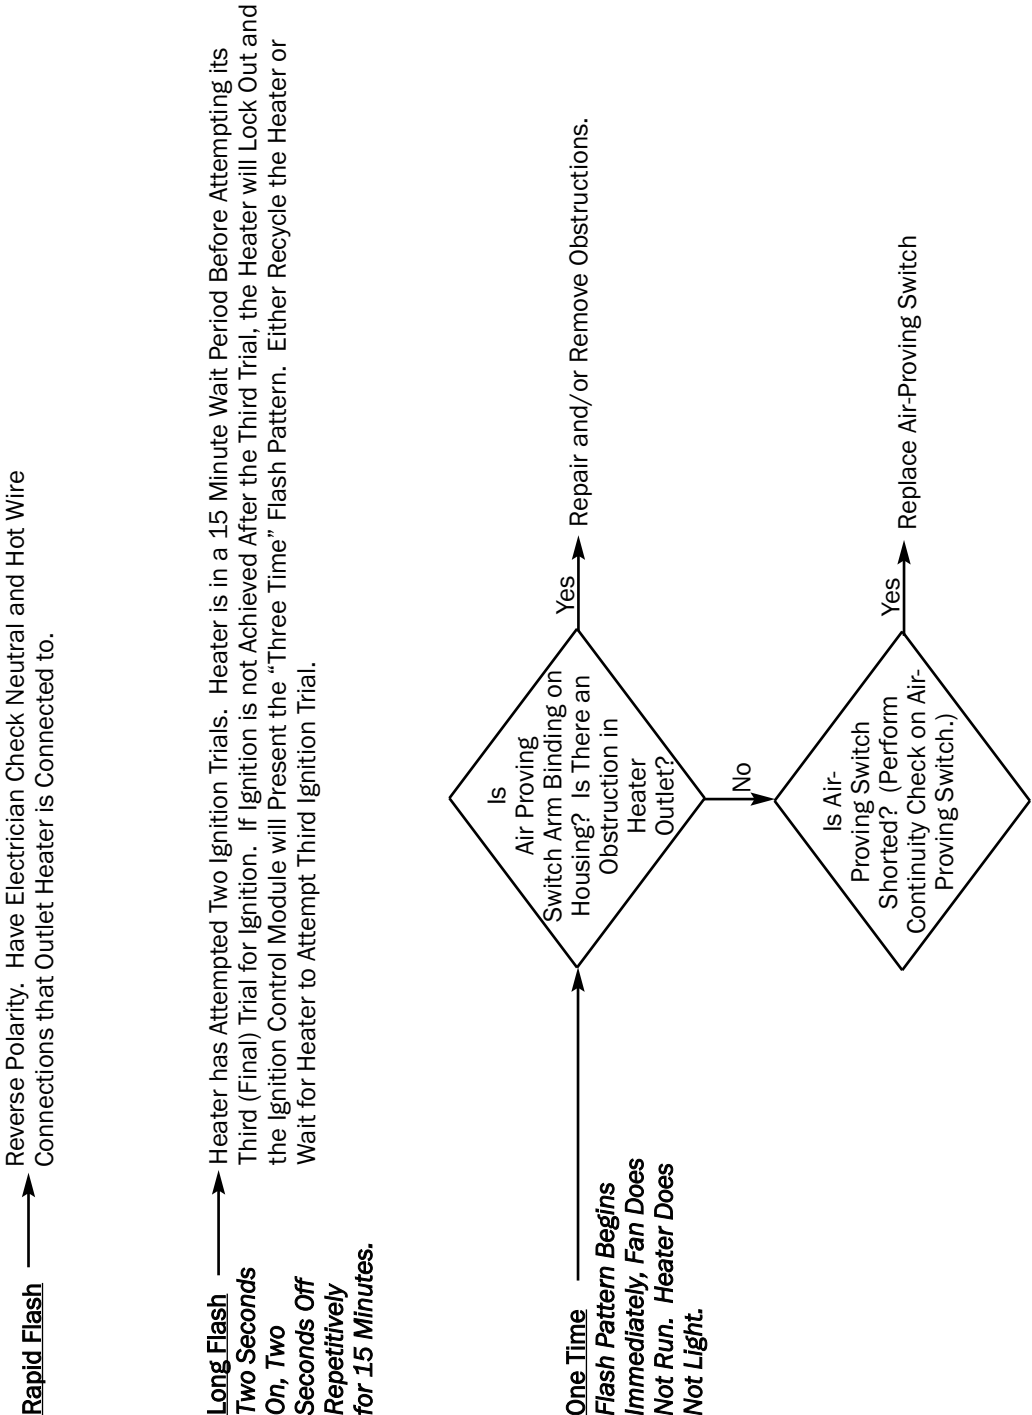 Rapid Flash
Reverse Polarity. Have Electrician Check Neutral and Hot Wire
Connections that Outlet Heater is Connected to.
Long Flash
Two Seconds
On, Two
Seconds Off
Repetitively
for 15 Minutes.
Heater has Attempted Two Ignition Trials. Heater is in a 15 Minute Wait Period Before Attempting its
Third (Final) Trial for Ignition. If Ignition is not Achieved After the Third Trial, the Heater will Lock Out and
the Ignition Control Module will Present the “Three Time” Flash Pattern. Either Recycle the Heater or
Wait for Heater to Attempt Third Ignition Trial.
One Time
Flash Pattern Begins
Immediately, Fan Does
Not Run. Heater Does
Not Light.
Is
Air Proving
Switch Arm Binding on
Housing? Is There an
Obstruction in
Heater
Outlet?
Yes
Repair and/or Remove Obstructions.
No
Is Air-
Proving Switch
Shorted? (Perform
Continuity Check on Air-
Proving Switch.)
Yes
Replace Air-Proving Switch